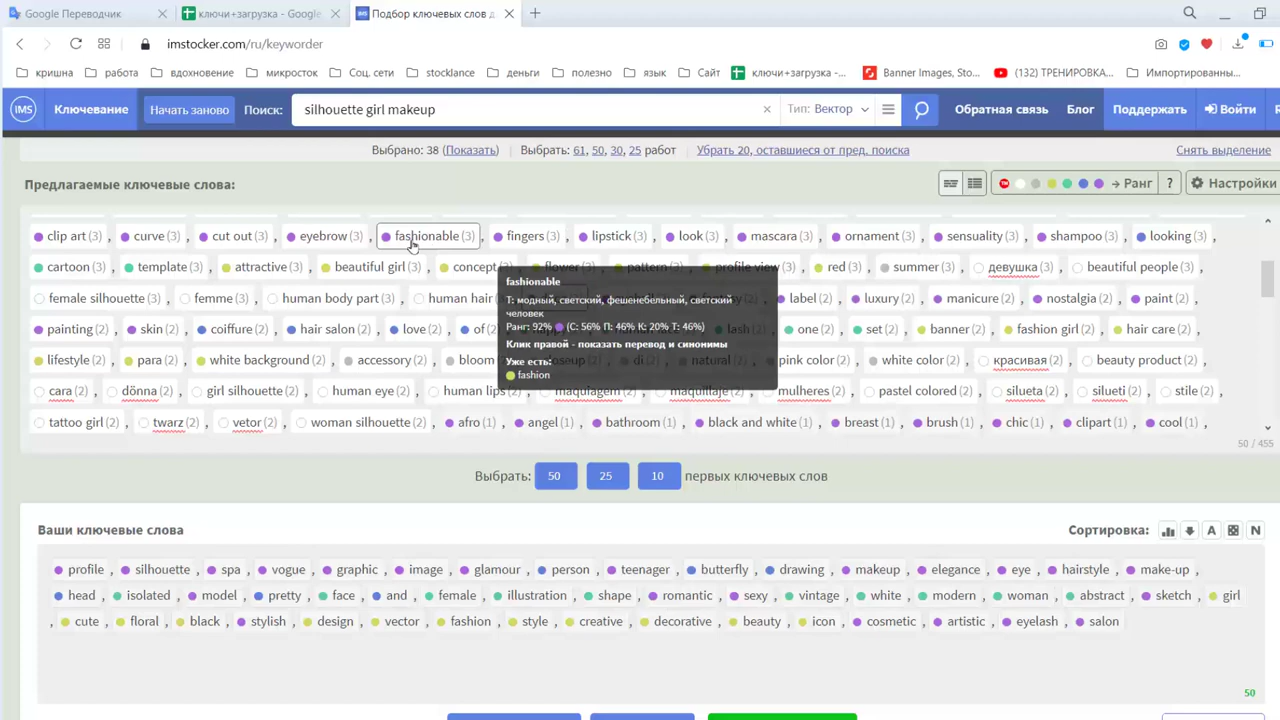 Google Переводчик
ключи+загрузка - Google
Подбор ключевых слов д
imstocker.com/ru/keyworder
кришна работа вдохновение микросток Соц. сети stocklance деньги полезно язык Сайт ключи+загрузка -... Banner Images, Sto... (132) ТРЕНИРОВКА... Импортированны...
IMS Ключевание Начать заново Поиск: silhouette girl makeup × Тип: Вектор Обратная связь Блог Поддержать Войти
Выбрано: 38 (Показать) | Выбрать: 61, 50, 30, 25 работ | Убрать 20, оставшиеся от пред. поиска Снять выделение
Предлагаемые ключевые слова: → Ранг ? Настройки
clip art (3) , curve (3) , cut out (3) , eyebrow (3) , fashionable (3) , fingers (3) , lipstick (3) , look (3) , mascara (3) , ornament (3) , sensuality (3) , shampoo (3) , looking (3) ,
cartoon (3) , template (3) , attractive (3) , beautiful girl (3) , concept (3) , flower (3) , pattern (3) , profile view (3) , red (3) , summer (3) , девушка (3) , beautiful people (3) ,
female silhouette (3) , femme (3) , human body part (3) , human hair label (2) , luxury (2) , manicure (2) , nostalgia (2) , paint (2) ,
painting (2) , skin (2) , coiffure (2) , hair salon (2) , love (2) , of (2) lash (2) , one (2) , set (2) , banner (2) , fashion girl (2) , hair care (2) ,
lifestyle (2) , para (2) , white background (2) , accessory (2) , bloom closeup (2) , di (2) , natural (2) , pink color (2) , white color (2) , красивая (2) , beauty product (2) ,
cara (2) , dönna (2) , girl silhouette (2) , human eye (2) , human lips (2) , maquiagem (2) , maquillaje (2) , mulheres (2) , pastel colored (2) , silueta (2) , silueti (2) , stile (2) ,
tattoo girl (2) , twarz (2) , vetor (2) , woman silhouette (2) , afro (1) , angel (1) , bathroom (1) , black and white (1) , breast (1) , brush (1) , chic (1) , clipart (1) , cool (1) ,
fashionable
Т: модный, светский, фешенебельный, светский
человек
Ранг: 92% (С: 56% П: 46% К: 20% Т: 46%)
Клик правой - показать перевод и синонимы
Уже есть:
fashion
50 / 455
Выбрать: 50 25 10 первых ключевых слов
Ваши ключевые слова Сортировка: A N
profile , silhouette , spa , vogue , graphic , image , glamour , person , teenager , butterfly , drawing , makeup , elegance , eye , hairstyle , make-up ,
head , isolated , model , pretty , face , and , female , illustration , shape , romantic , sexy , vintage , white , modern , woman , abstract , sketch , girl
, cute , floral , black , stylish , design , vector , fashion , style , creative , decorative , beauty , icon , cosmetic , artistic , eyelash , salon
50